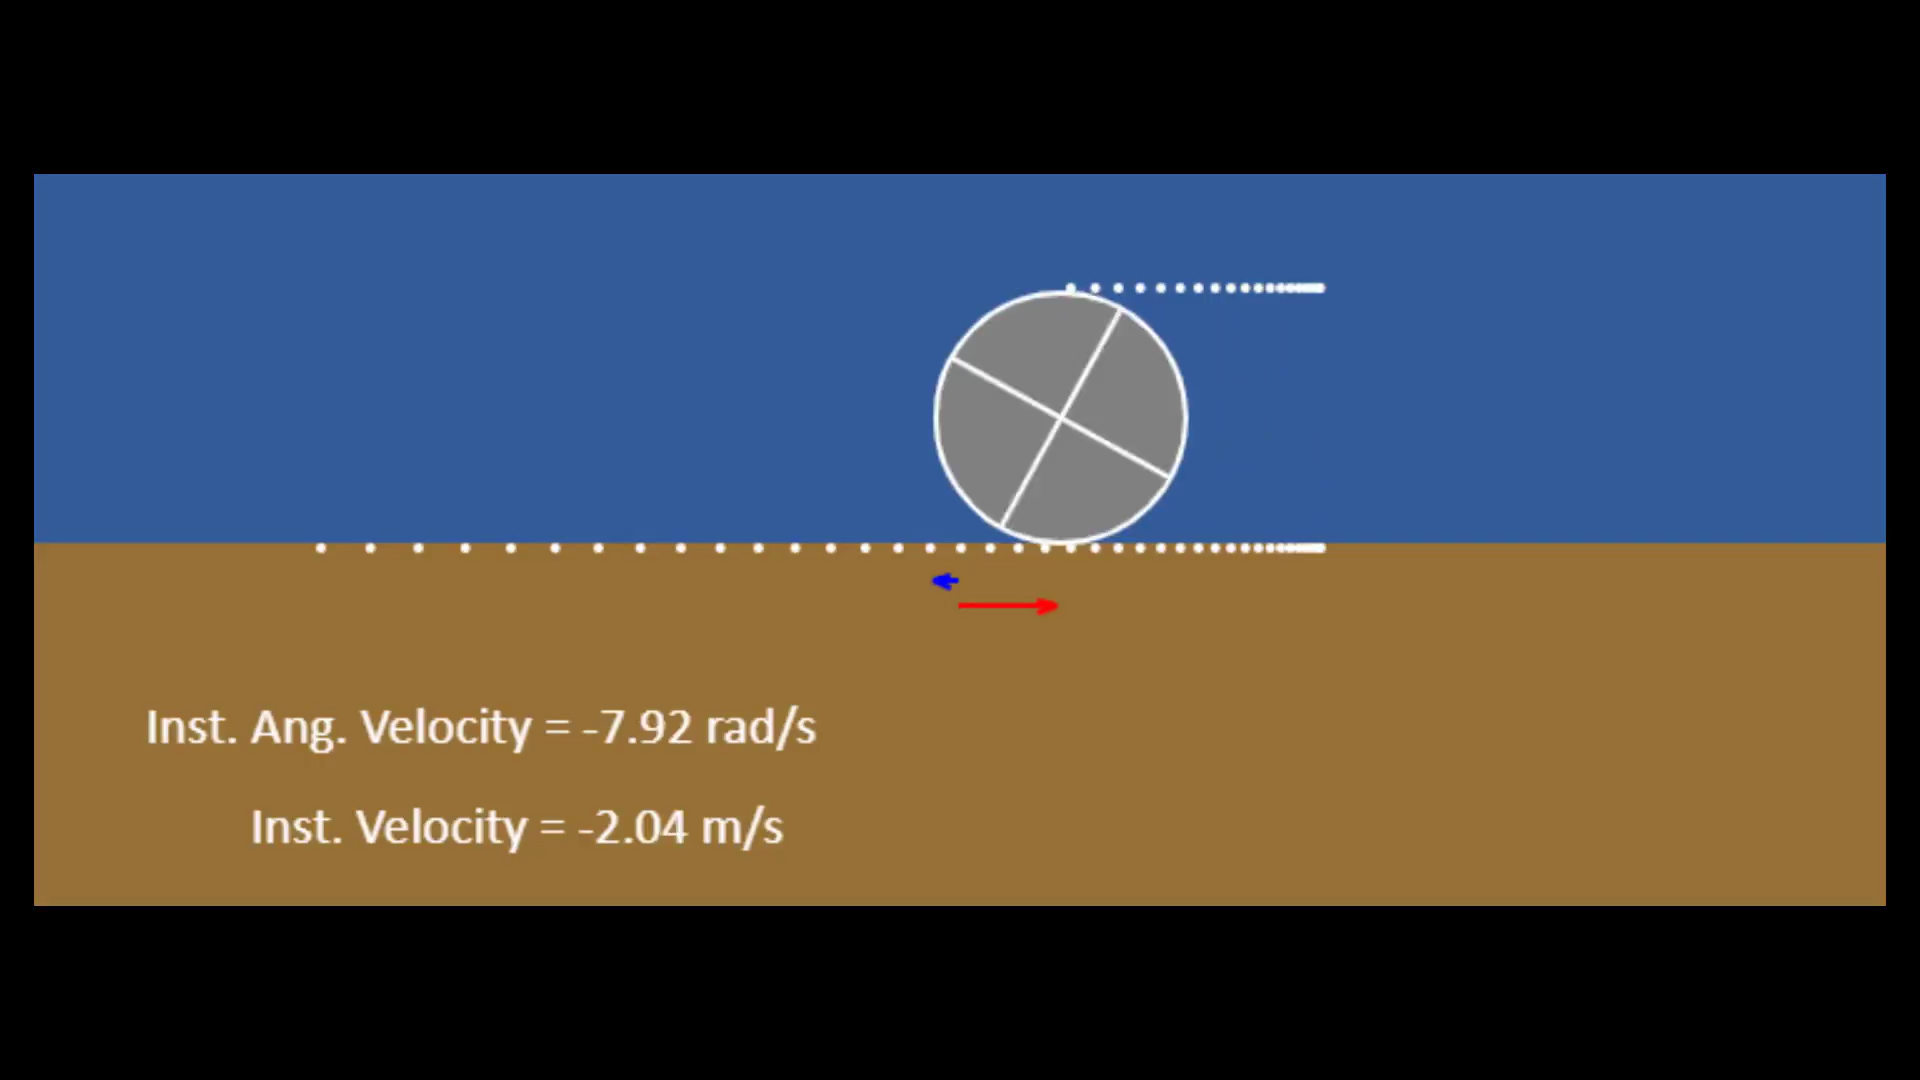 Inst. Ang. Velocity = -7.92 rad/s
Inst. Velocity = -2.04 m/s